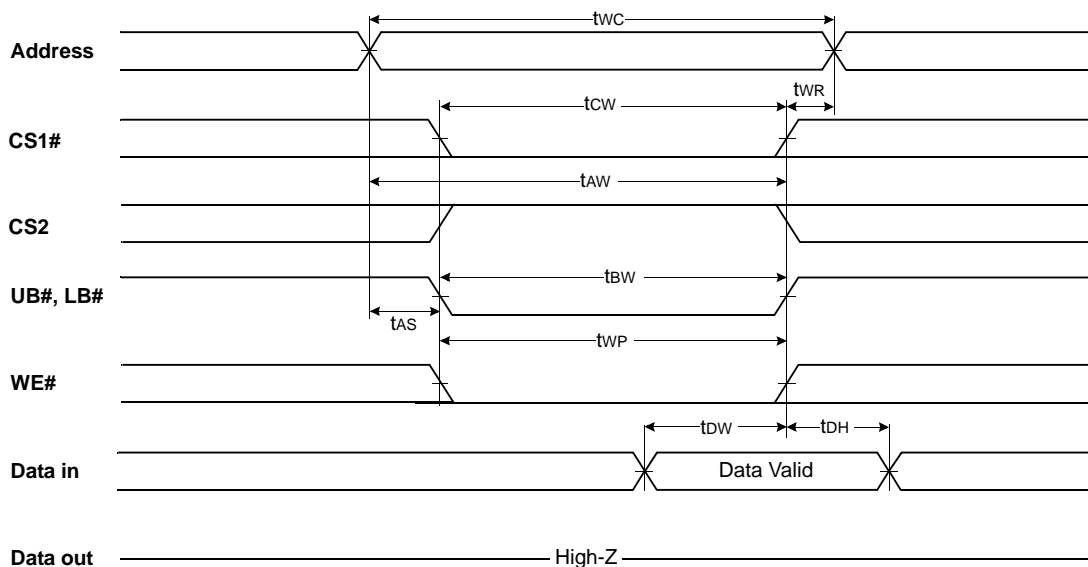 tWC
Address
tCW
tWR
CS1#
tAW
CS2
tBW
UB#, LB#
tAS
tWP
WE#
tDW
tDH
Data in
Data Valid
Data out
High-Z